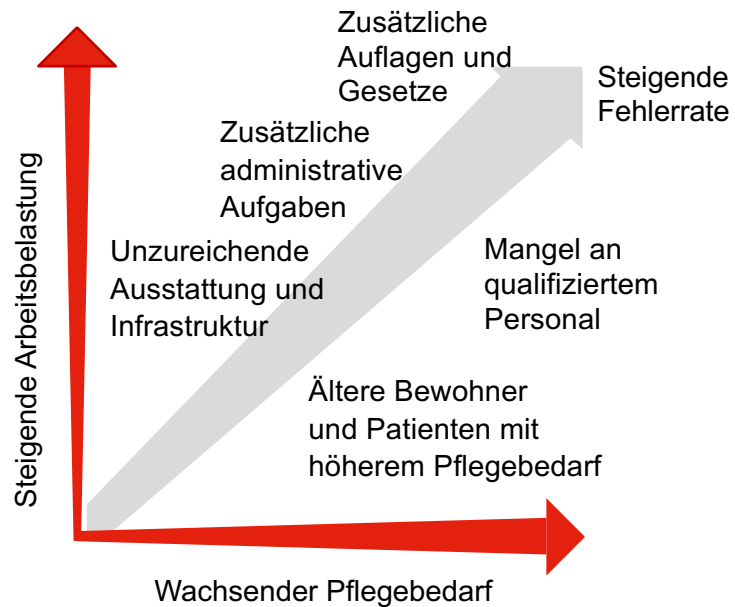 Zusätzliche
Auflagen und
Gesetze
Steigende
Fehlerrate
Zusätzliche
administrative
Aufgaben
Unzureichende
Ausstattung und
Infrastruktur
Mangel an
qualifiziertem
Personal
Ältere Bewohner
und Patienten mit
höherem Pflegebedarf
Steigende Arbeitsbelastung
Wachsender Pflegebedarf